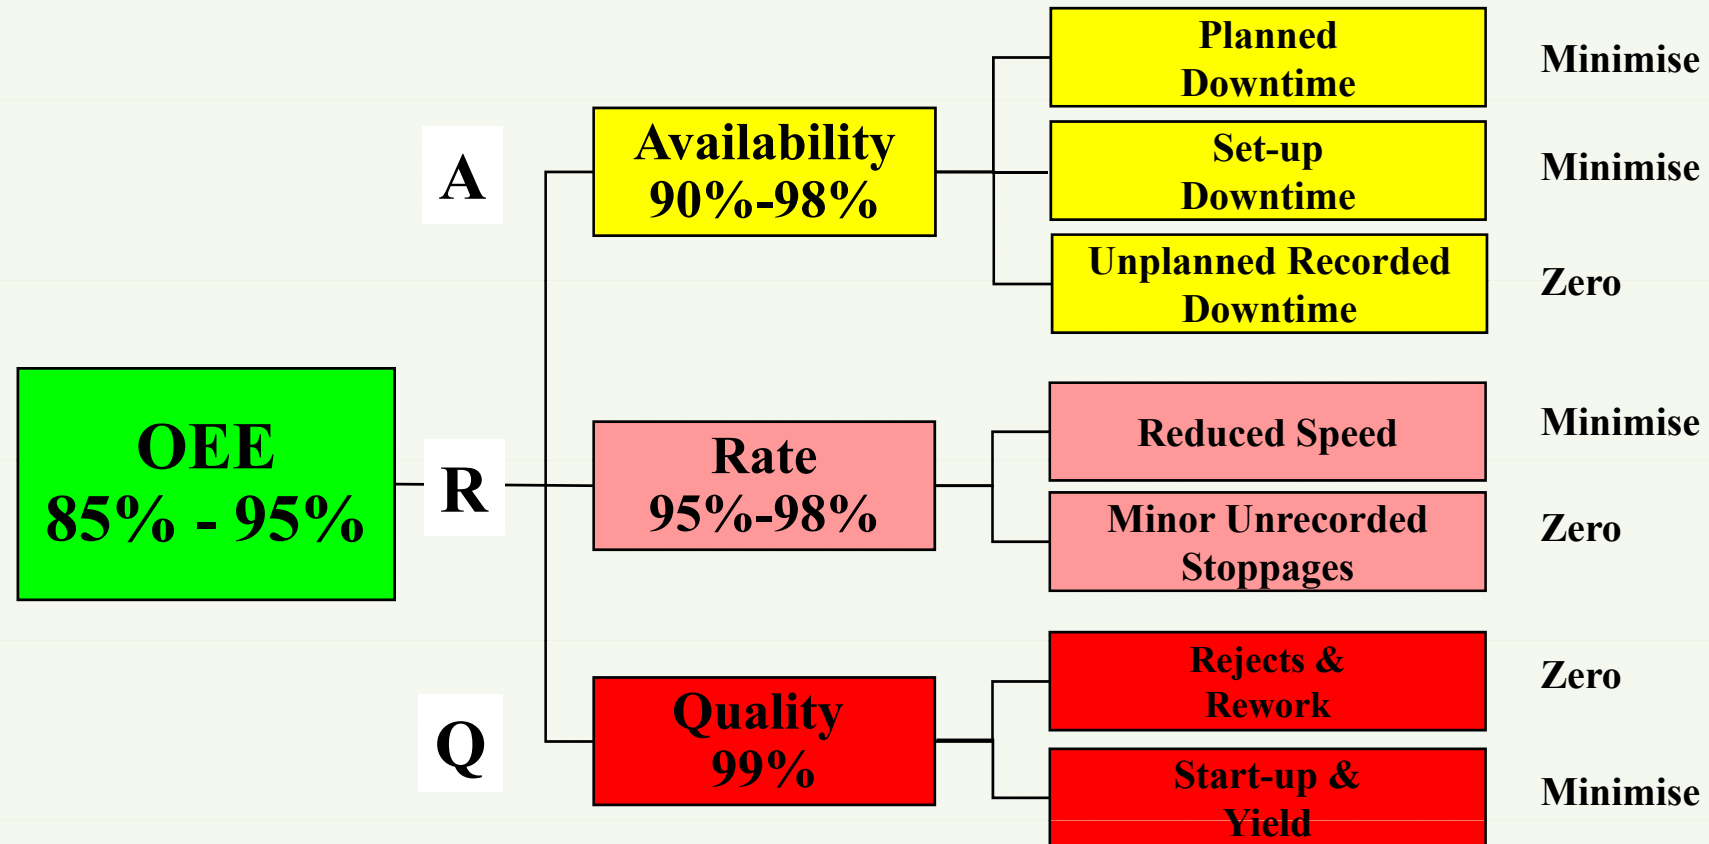 Planned
Downtime
Minimise
A
Availability
90%-98%
Set-up
Downtime
Minimise
Unplanned Recorded
Downtime
Zero
OEE
85% - 95%
R
Rate
95%-98%
Reduced Speed
Minimise
Minor Unrecorded
Stoppages
Zero
Q
Quality
99%
Rejects &
Rework
Zero
Start-up &
Yield
Minimise